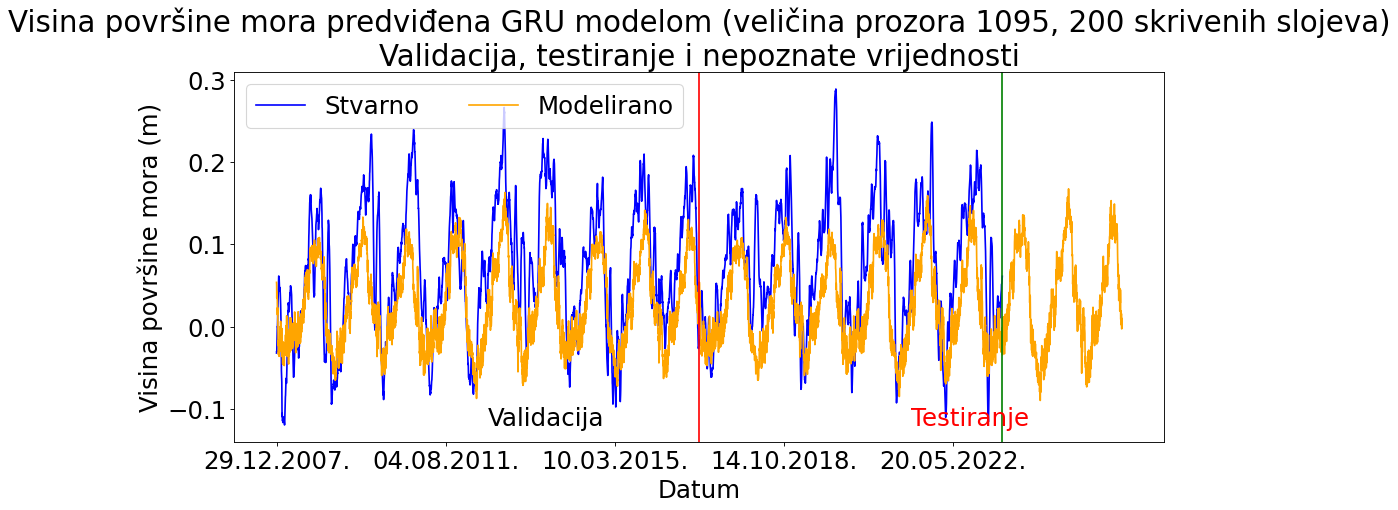 Visina površine mora predviđena GRU modelom (veličina prozora 1095, 200 skrivenih slojeva)
Validacija, testiranje i nepoznate vrijednosti
Stvarno
Modelirano
0.3
0.2
0.1
0.0
−0.1
Visina površine mora (m)
Validacija
Testiranje
29.12.2007.
04.08.2011.
10.03.2015.
14.10.2018.
20.05.2022.
Datum